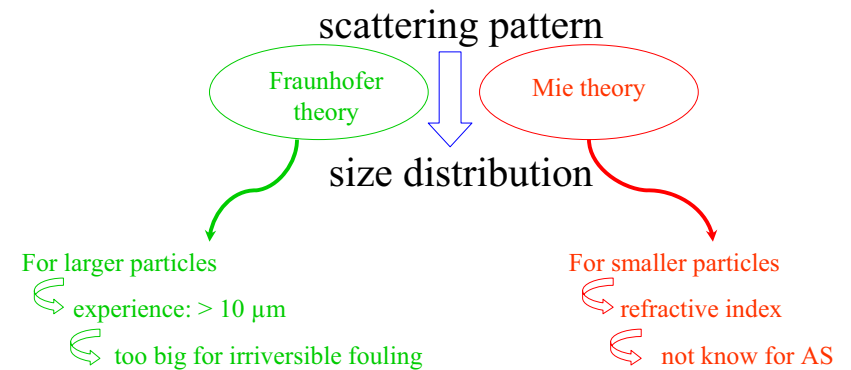 scattering pattern
Fraunhofer
theory
Mie theory
size distribution
For larger particles
experience: > 10 µm
too big for irriversible fouling
For smaller particles
refractive index
not know for AS